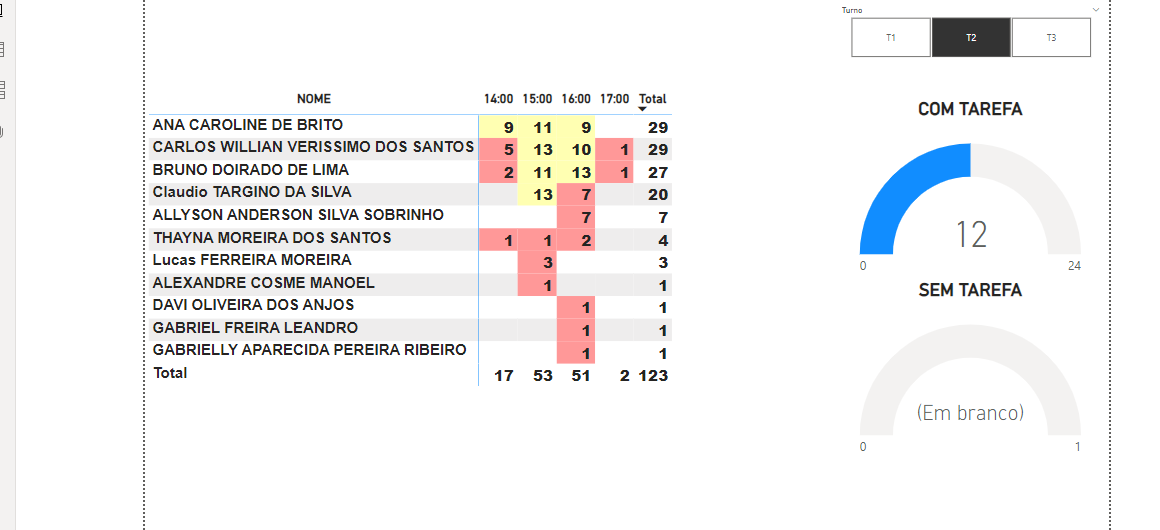 Turno
T1 T2 T3
NOME 14:00 15:00 16:00 17:00 Total
ANA CAROLINE DE BRITO 9 11 9 29
CARLOS WILLIAN VERISSIMO DOS SANTOS 5 13 10 1 29
BRUNO DOIRADO DE LIMA 2 11 13 1 27
Claudio TARGINO DA SILVA 13 7 20
ALLYSON ANDERSON SILVA SOBRINHO 7 7
THAYNA MOREIRA DOS SANTOS 1 1 2 4
Lucas FERREIRA MOREIRA 3 3
ALEXANDRE COSME MANOEL 1 1
DAVI OLIVEIRA DOS ANJOS 1 1
GABRIEL FREIRA LEANDRO 1 1
GABRIELLY APARECIDA PEREIRA RIBEIRO 1 1
Total 17 53 51 2 123
COM TAREFA
12
0 24
SEM TAREFA
(Em branco)
0 1